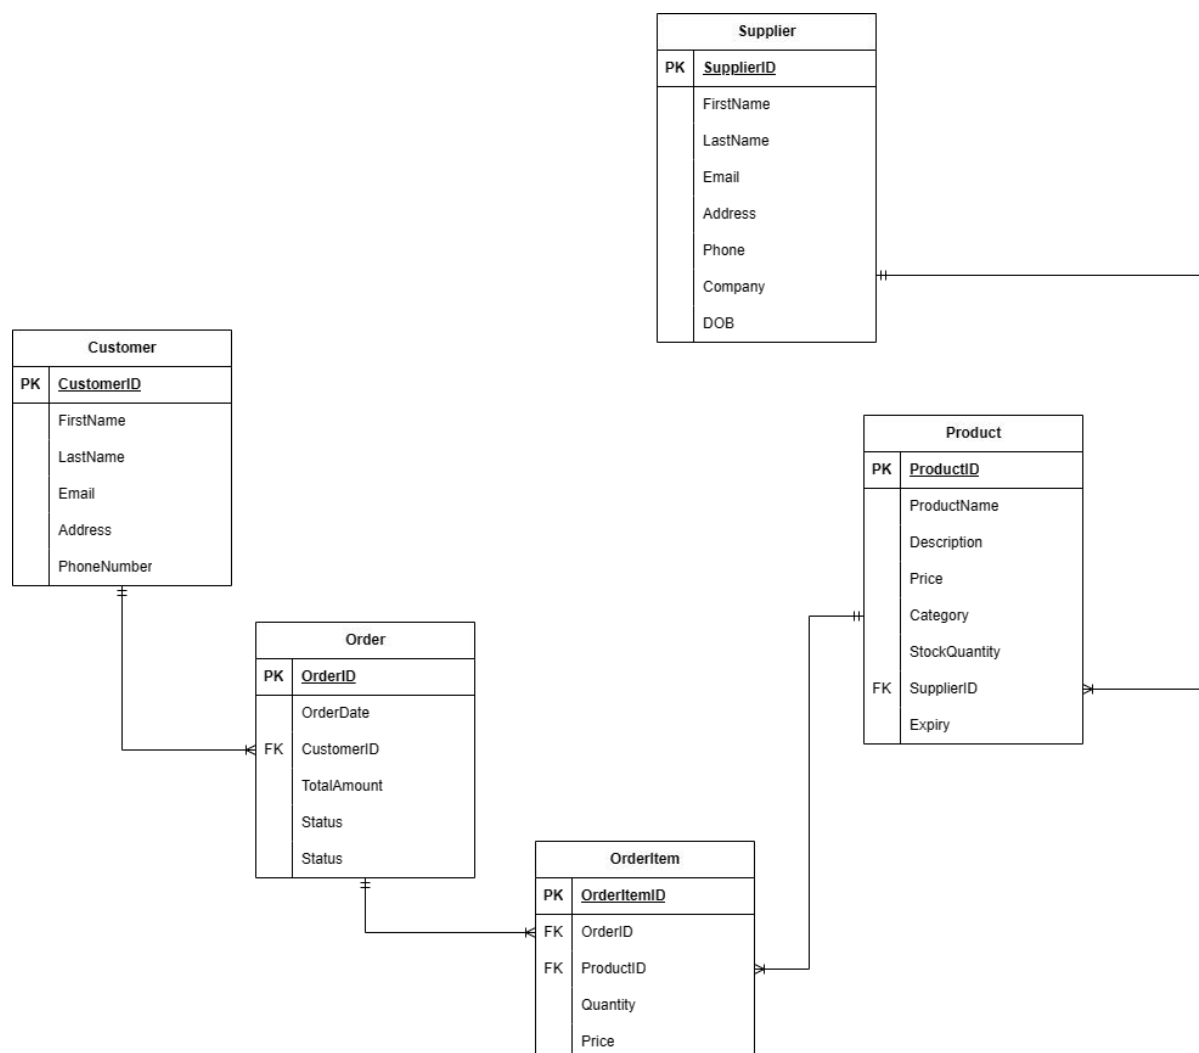 Supplier
PK SupplierID
FirstName
LastName
Email
Address
Phone
Company
DOB
Customer
PK CustomerID
FirstName
LastName
Email
Address
PhoneNumber
Product
PK ProductID
ProductName
Description
Price
Category
StockQuantity
FK SupplierID
Expiry
Order
PK OrderID
OrderDate
FK CustomerID
TotalAmount
Status
Status
OrderItem
PK OrderItemID
FK OrderID
FK ProductID
Quantity
Price